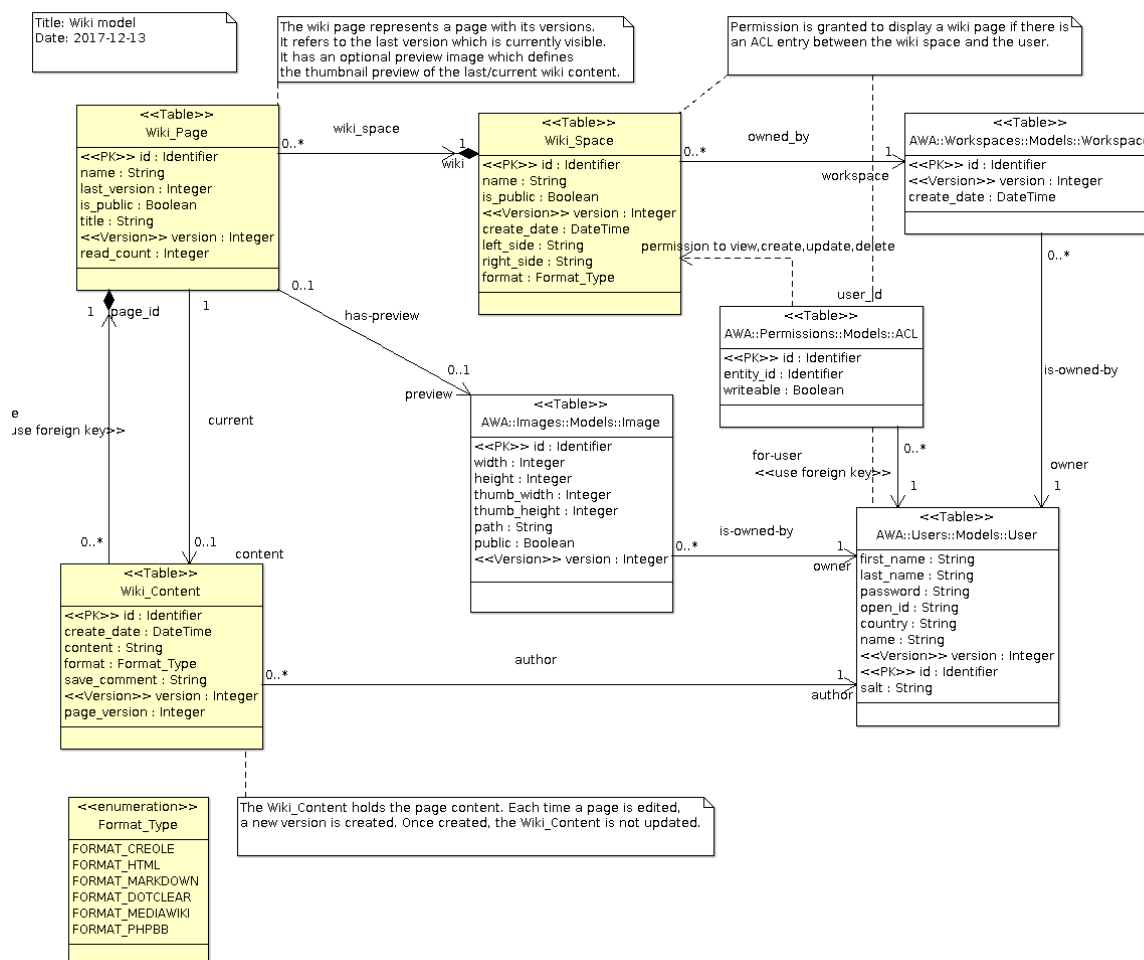 Title: Wiki model
Date: 2017-12-13
The wiki page represents a page with its versions.
It refers to the last version which is currently visible.
It has an optional preview image which defines
the thumbnail preview of the last/current wiki content.
Permission is granted to display a wiki page if there is
an ACL entry between the wiki space and the user.
<<Table>>
Wiki_Page
<<PK>> id : Identifier
name : String
last_version : Integer
is_public : Boolean
title : String
<<Version>> version : Integer
read_count : Integer
0..*
wiki_space
1
wiki
<<Table>>
Wiki_Space
<<PK>> id : Identifier
name : String
is_public : Boolean
<<Version>> version : Integer
create_date : DateTime
left_side : String
right_side : String
format : Format_Type
0..*
owned_by
1
workspace
<<Table>>
AWA::Workspaces::Models::Workspac
<<PK>> id : Identifier
<<Version>> version : Integer
create_date : DateTime
permission to view,create,update,delete
0..*
user_id
1
page_id
1
0..1
has-preview
0..1
preview
<<Table>>
AWA::Permissions::Models::ACL
<<PK>> id : Identifier
entity_id : Identifier
writeable : Boolean
is-owned-by
<<Table>>
AWA::Images::Models::Image
<<PK>> id : Identifier
width : Integer
height : Integer
thumb_width : Integer
thumb_height : Integer
path : String
public : Boolean
<<Version>> version : Integer
e
use foreign key>>
current
0..*
for-user
<<use foreign key>>
1
owner
1
0..*
0..1
content
0..*
is-owned-by
1
owner
<<Table>>
AWA::Users::Models::User
first_name : String
last_name : String
password : String
open_id : String
country : String
name : String
<<Version>> version : Integer
<<PK>> id : Identifier
salt : String
<<Table>>
Wiki_Content
<<PK>> id : Identifier
create_date : DateTime
content : String
format : Format_Type
save_comment : String
<<Version>> version : Integer
page_version : Integer
0..*
author
1
author
<<enumeration>>
Format_Type
FORMAT_CREOLE
FORMAT_HTML
FORMAT_MARKDOWN
FORMAT_DOTCLEAR
FORMAT_MEDIAWIKI
FORMAT_PHPBB
The Wiki_Content holds the page content. Each time a page is edited,
a new version is created. Once created, the Wiki_Content is not updated.